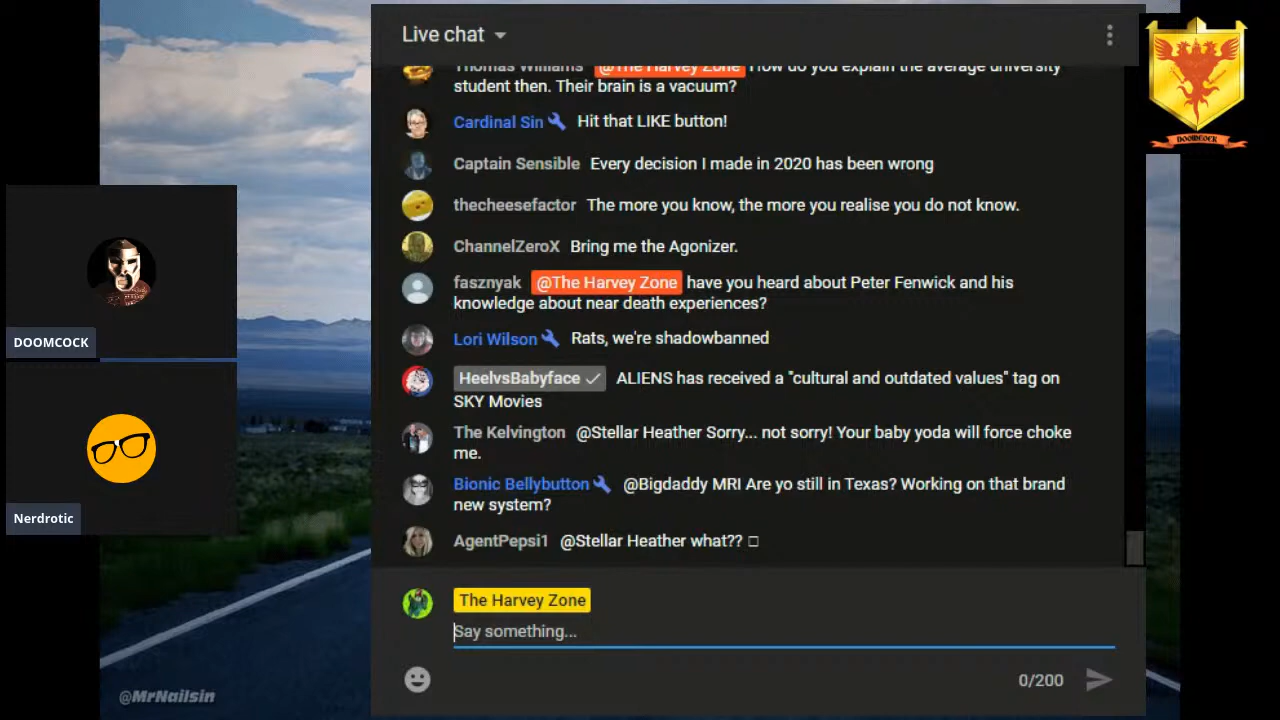 Live chat
Thomas Williams @The Harvey Zone How do you explain the average university
student then. Their brain is a vacuum?
Cardinal Sin Hit that LIKE button!
Captain Sensible Every decision I made in 2020 has been wrong
thecheesefactor The more you know, the more you realise you do not know.
ChannelZeroX Bring me the Agonizer.
fasznyak @The Harvey Zone have you heard about Peter Fenwick and his
knowledge about near death experiences?
Lori Wilson Rats, we're shadowbanned
HeelvsBabyface ALIENS has received a "cultural and outdated values" tag on
SKY Movies
The Kelvington @Stellar Heather Sorry... not sorry! Your baby yoda will force choke
me.
Bionic Bellybutton @Bigdaddy MRI Are yo still in Texas? Working on that brand
new system?
AgentPepsi1 @Stellar Heather what?? □
The Harvey Zone
Say something...
0/200
DOOMCOCK
Nerdrotic
@MrNailsin
DOOMCOCK